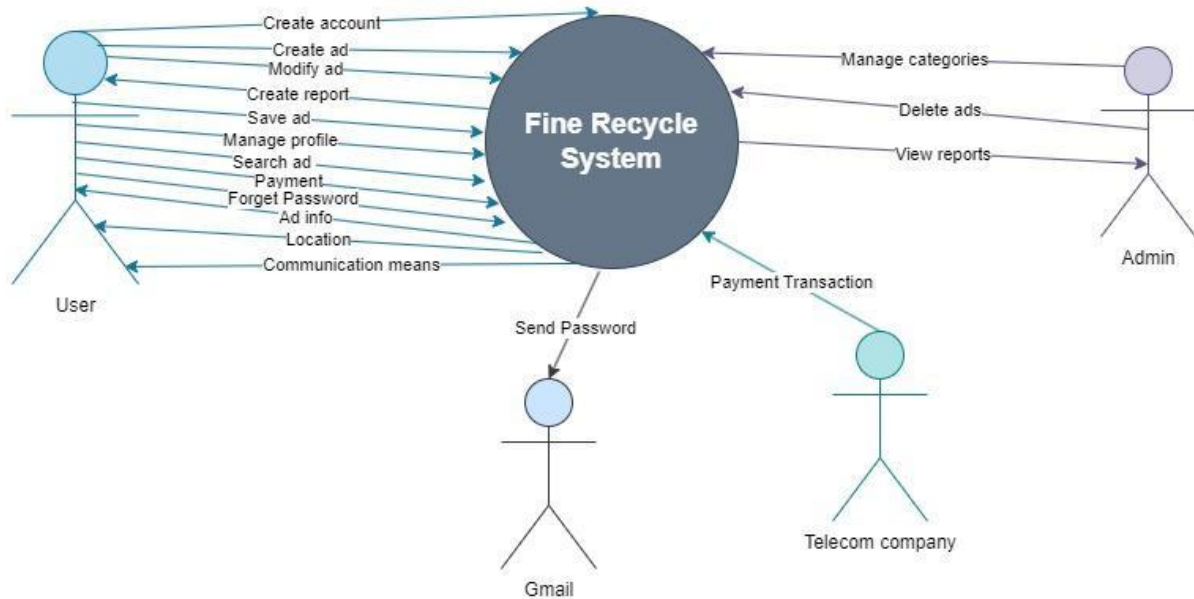 Create account
Create ad
Modify ad
Create report
Save ad
Manage profile
Search ad
Payment
Forget Password
Ad info
Location
Communication means
User
Fine Recycle
System
Manage categories
Delete ads
View reports
Admin
Payment Transaction
Telecom company
Send Password
Gmail